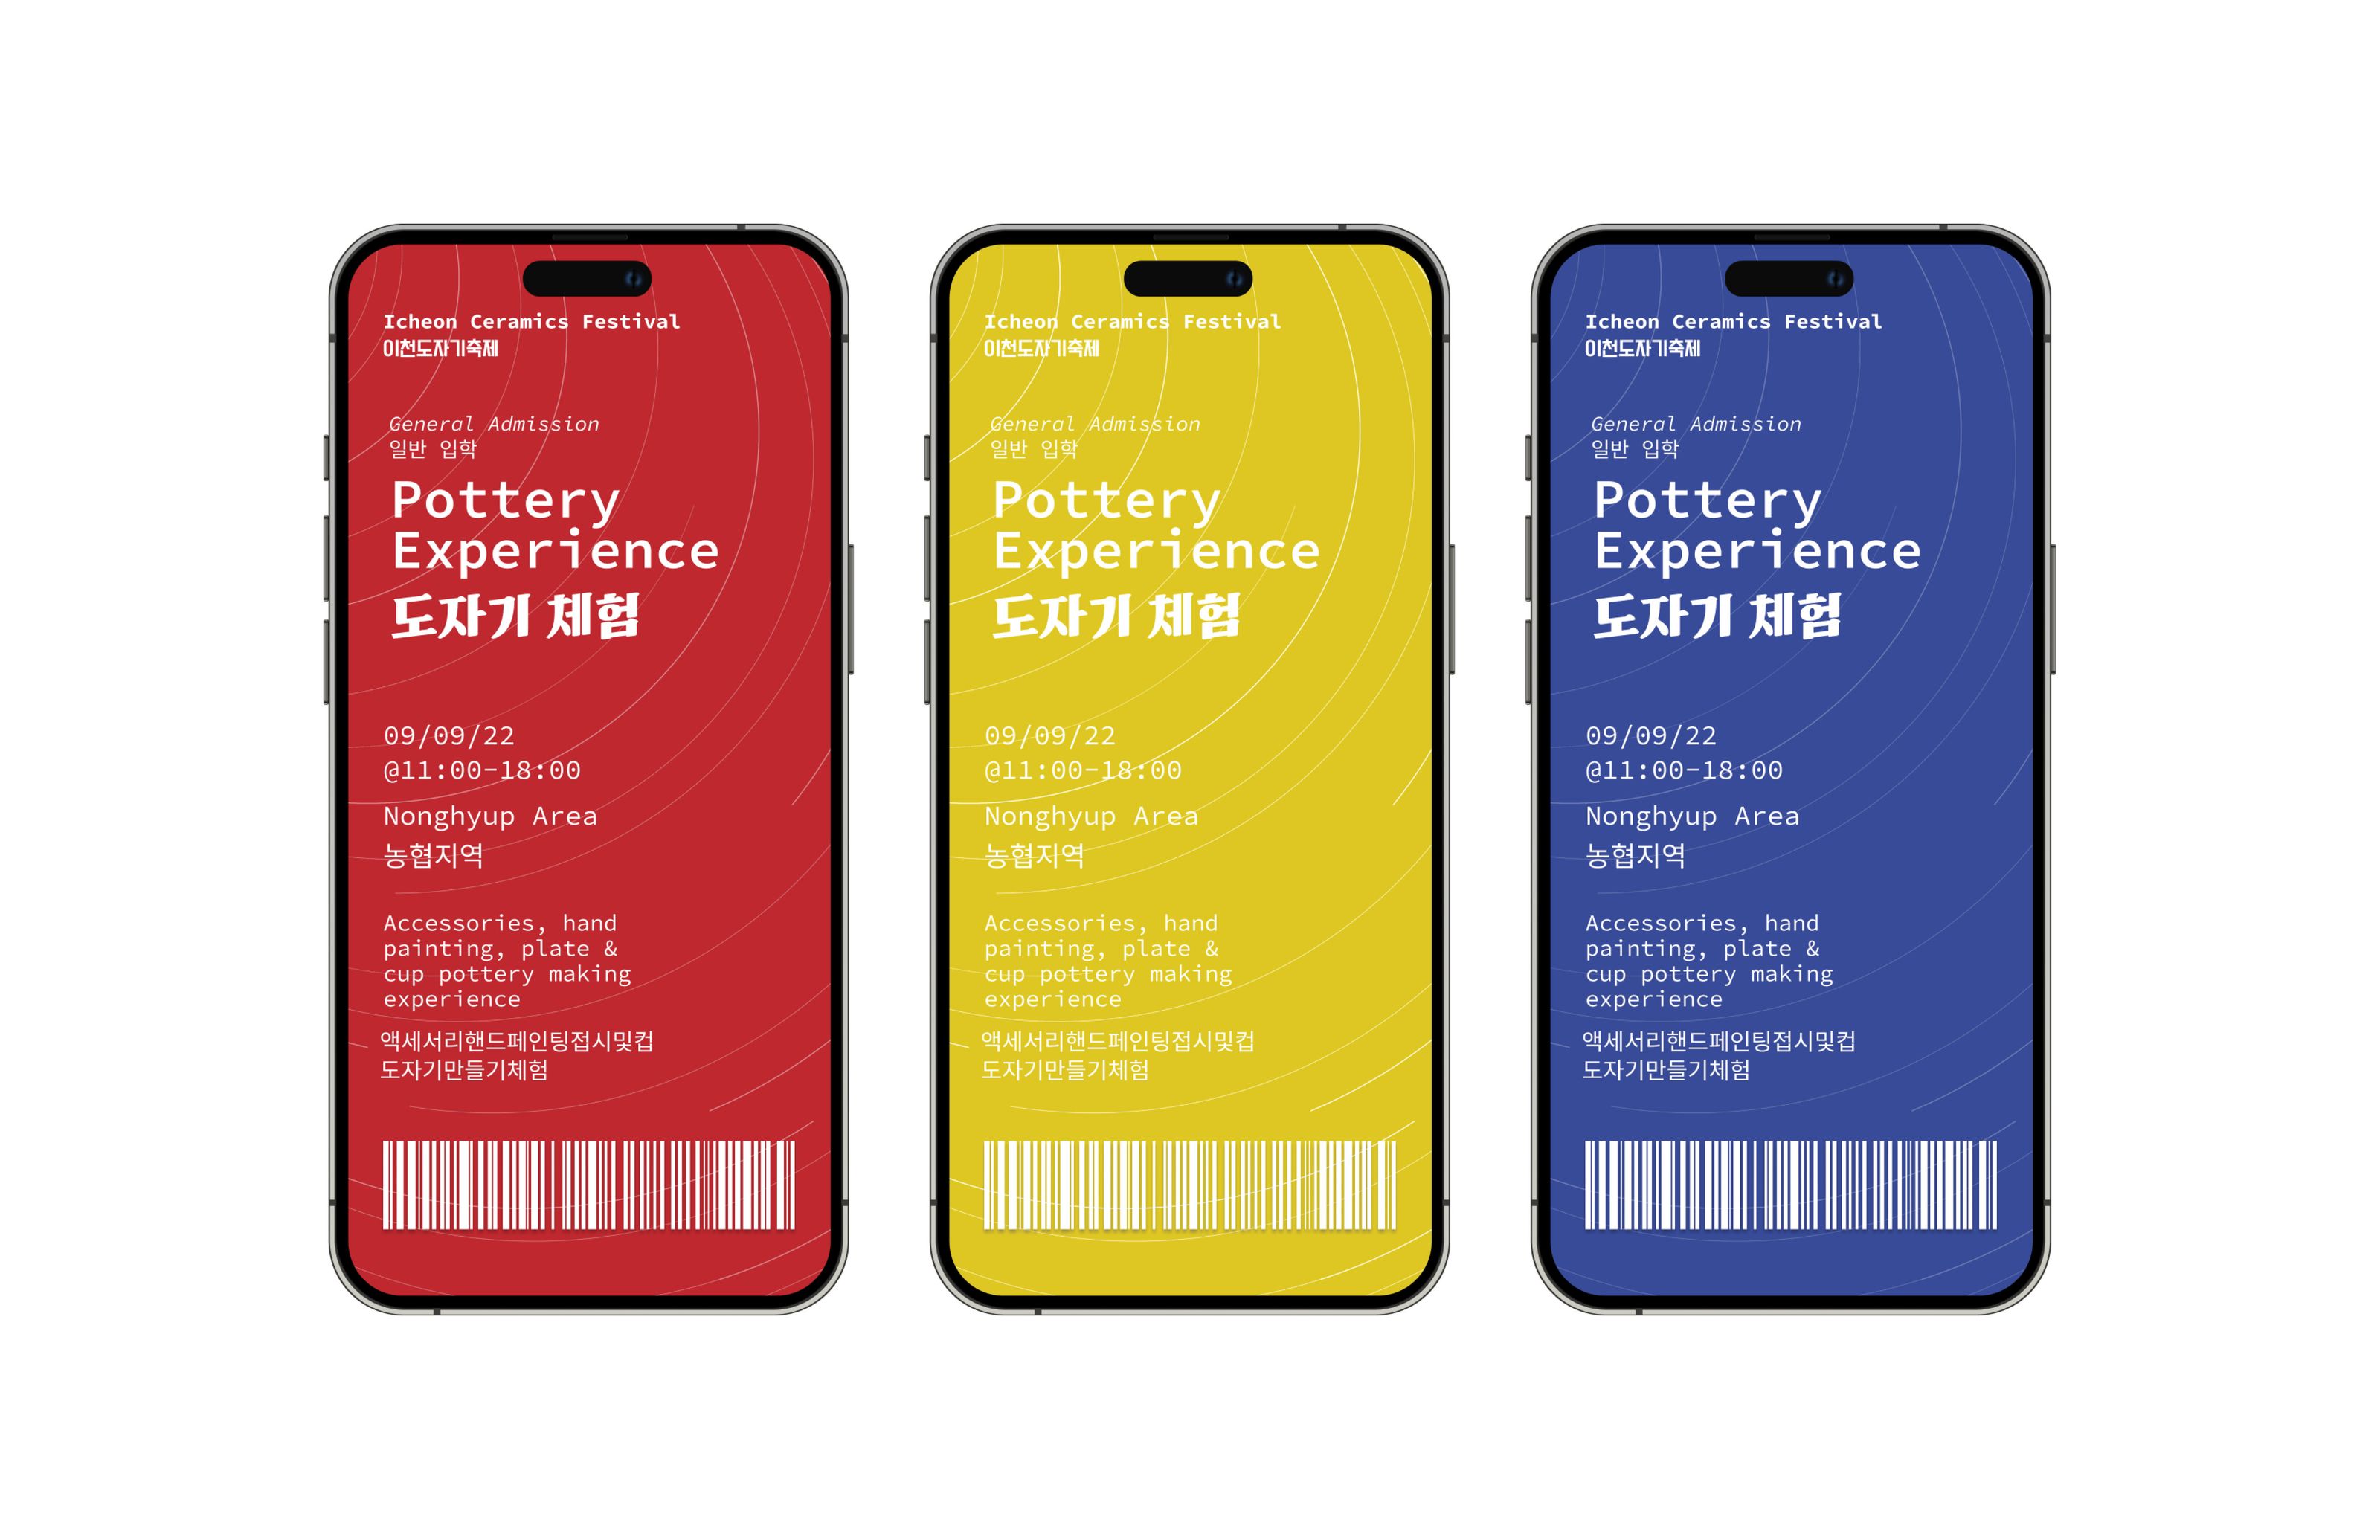 Icheon Ceramics Festival
이천도자기축제
General Admission
일반 입학
Pottery
Experience
도자기 체험
09/09/22
@11:00-18:00
Nonghyup Area
농협지역
Accessories, hand
painting, plate &
cup pottery making
experience
액세서리핸드페인팅접시및컵
도자기만들기체험
Icheon Ceramics Festival
이천도자기축제
General Admission
일반 입학
Pottery
Experience
도자기 체험
09/09/22
@11:00-18:00
Nonghyup Area
농협지역
Accessories, hand
painting, plate &
cup pottery making
experience
액세서리핸드페인팅접시및컵
도자기만들기체험
Icheon Ceramics Festival
이천도자기축제
General Admission
일반 입학
Pottery
Experience
도자기 체험
09/09/22
@11:00-18:00
Nonghyup Area
농협지역
Accessories, hand
painting, plate &
cup pottery making
experience
액세서리핸드페인팅접시및컵
도자기만들기체험